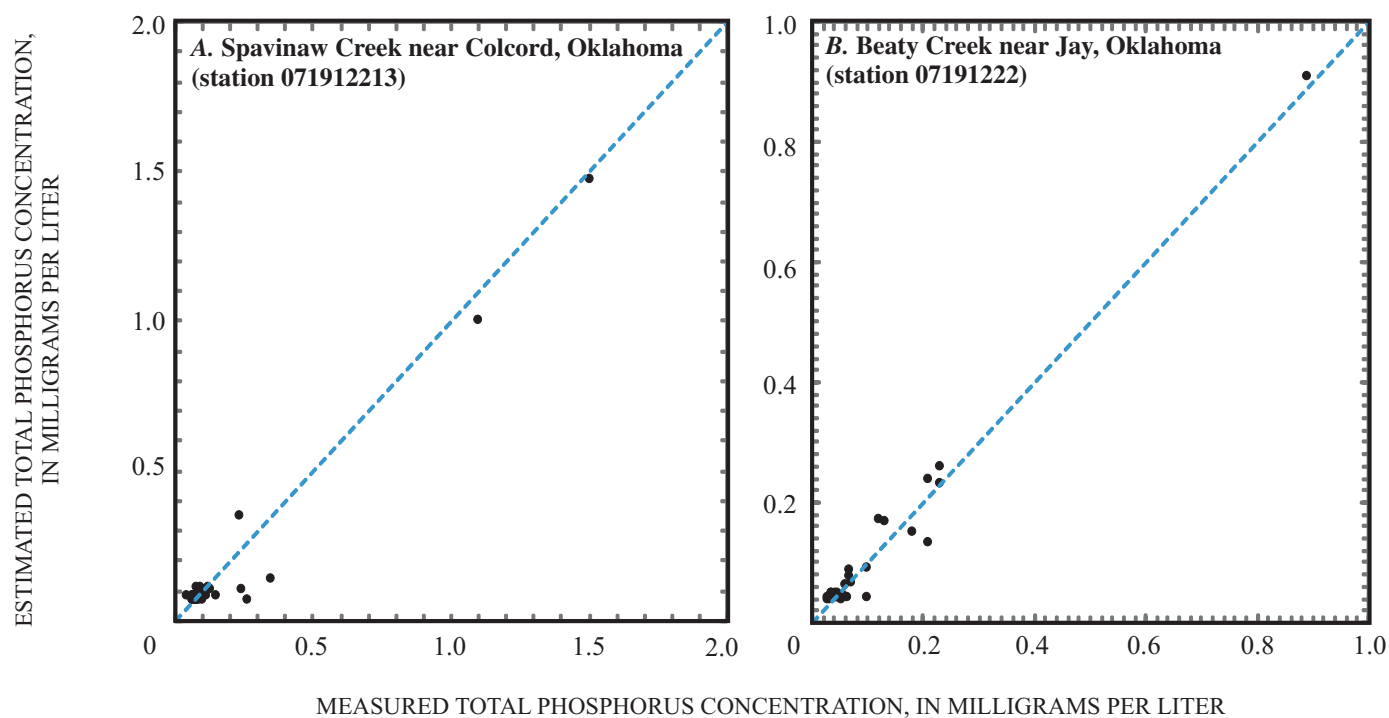 ESTIMATED TOTAL PHOSPHORUS CONCENTRATION,
IN MILLIGRAMS PER LITER
A. Spavinaw Creek near Colcord, Oklahoma
(station 071912213)
2.0
1.5
1.0
0.5
0
0.5
1.0
1.5
2.0
B. Beaty Creek near Jay, Oklahoma
(station 07191222)
1.0
0.8
0.6
0.4
0.2
0
0.2
0.4
0.6
0.8
1.0
MEASURED TOTAL PHOSPHORUS CONCENTRATION, IN MILLIGRAMS PER LITER